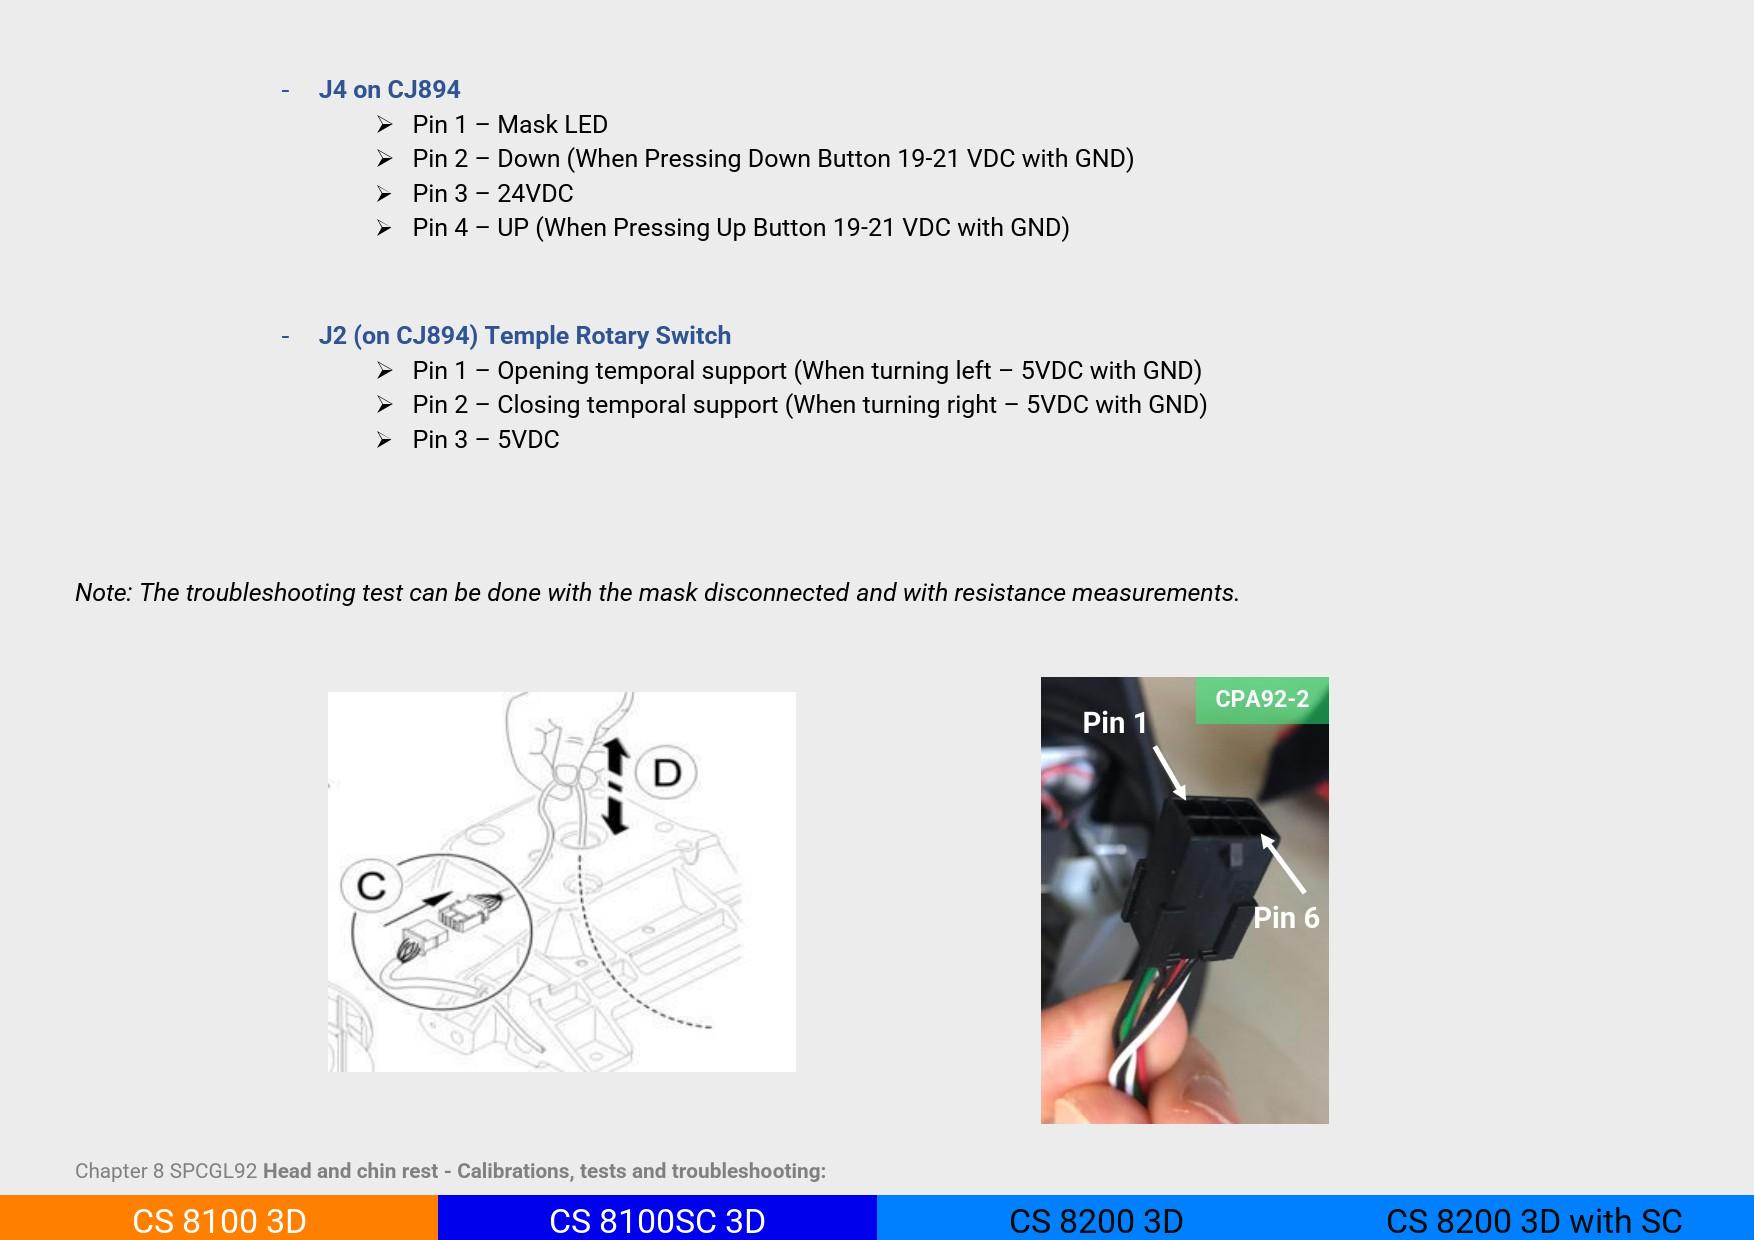 - J4 on CJ894
➢ Pin 1 – Mask LED
➢ Pin 2 – Down (When Pressing Down Button 19-21 VDC with GND)
➢ Pin 3 – 24VDC
➢ Pin 4 – UP (When Pressing Up Button 19-21 VDC with GND)
- J2 (on CJ894) Temple Rotary Switch
➢ Pin 1 – Opening temporal support (When turning left – 5VDC with GND)
➢ Pin 2 – Closing temporal support (When turning right – 5VDC with GND)
➢ Pin 3 – 5VDC
Note: The troubleshooting test can be done with the mask disconnected and with resistance measurements.
D
C
CPA92-2
Pin 1
Pin 6
Chapter 8 SPCGL92 Head and chin rest - Calibrations, tests and troubleshooting:
CS 8100 3D
CS 8100SC 3D
CS 8200 3D
CS 8200 3D with SC